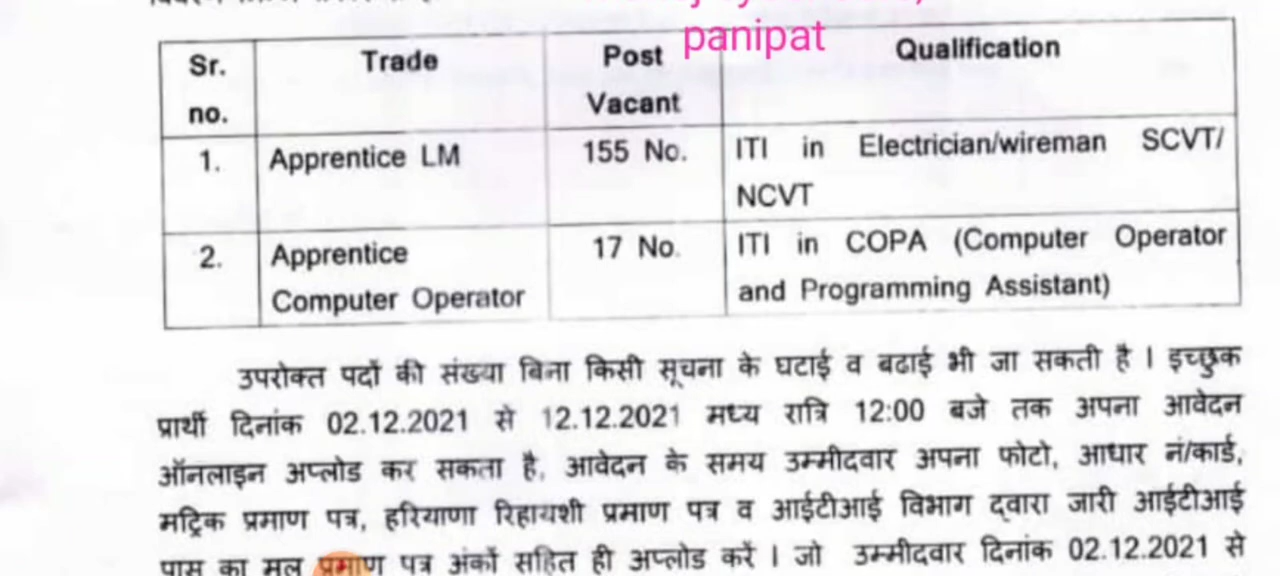 panipat
Sr. no. Trade Post Vacant Qualification
1. Apprentice LM 155 No. ITI in Electrician/wireman SCVT/
NCVT
2. Apprentice 17 No. ITI in COPA (Computer Operator
Computer Operator and Programming Assistant)
उपरोक्त पदों की संख्या बिना किसी सूचना के घटाई व बढाई भी जा सकती है । इच्छुक
प्रार्थी दिनांक 02.12.2021 से 12.12.2021 मध्य रात्रि 12:00 बजे तक अपना आवेदन
ऑनलाइन अप्लोड कर सकता है, आवेदन के समय उम्मीदवार अपना फोटो, आधार नं/कार्ड,
मट्रिक प्रमाण पत्र, हरियाणा रिहायशी प्रमाण पत्र व आईटीआई विभाग द्वारा जारी आईटीआई
पास का मूल प्रमाण पत्र अंकों सहित ही अप्लोड करें । जो उम्मीदवार दिनांक 02.12.2021 से